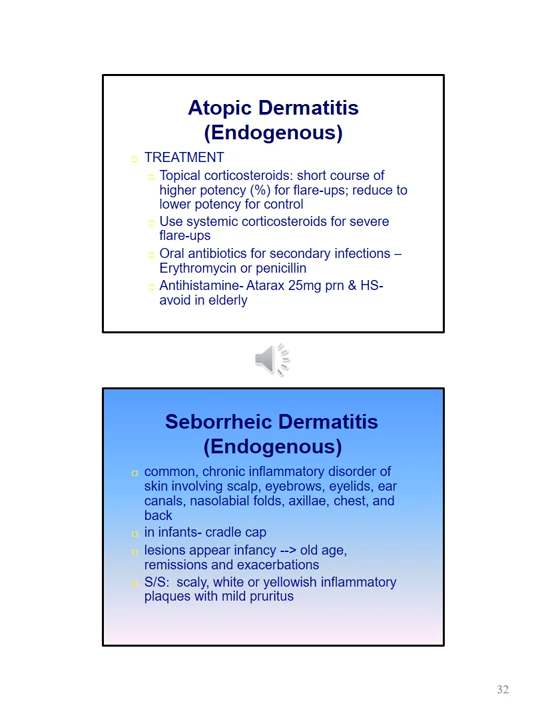 Atopic Dermatitis
(Endogenous)
TREATMENT
Topical corticosteroids: short course of
higher potency (%) for flare-ups; reduce to
lower potency for control
Use systemic corticosteroids for severe
flare-ups
Oral antibiotics for secondary infections –
Erythromycin or penicillin
Antihistamine- Atarax 25mg prn & HS-
avoid in elderly
Seborrheic Dermatitis
(Endogenous)
common, chronic inflammatory disorder of
skin involving scalp, eyebrows, eyelids, ear
canals, nasolabial folds, axillae, chest, and
back
in infants- cradle cap
lesions appear infancy --> old age,
remissions and exacerbations
S/S:  scaly, white or yellowish inflammatory
plaques with mild pruritus
32